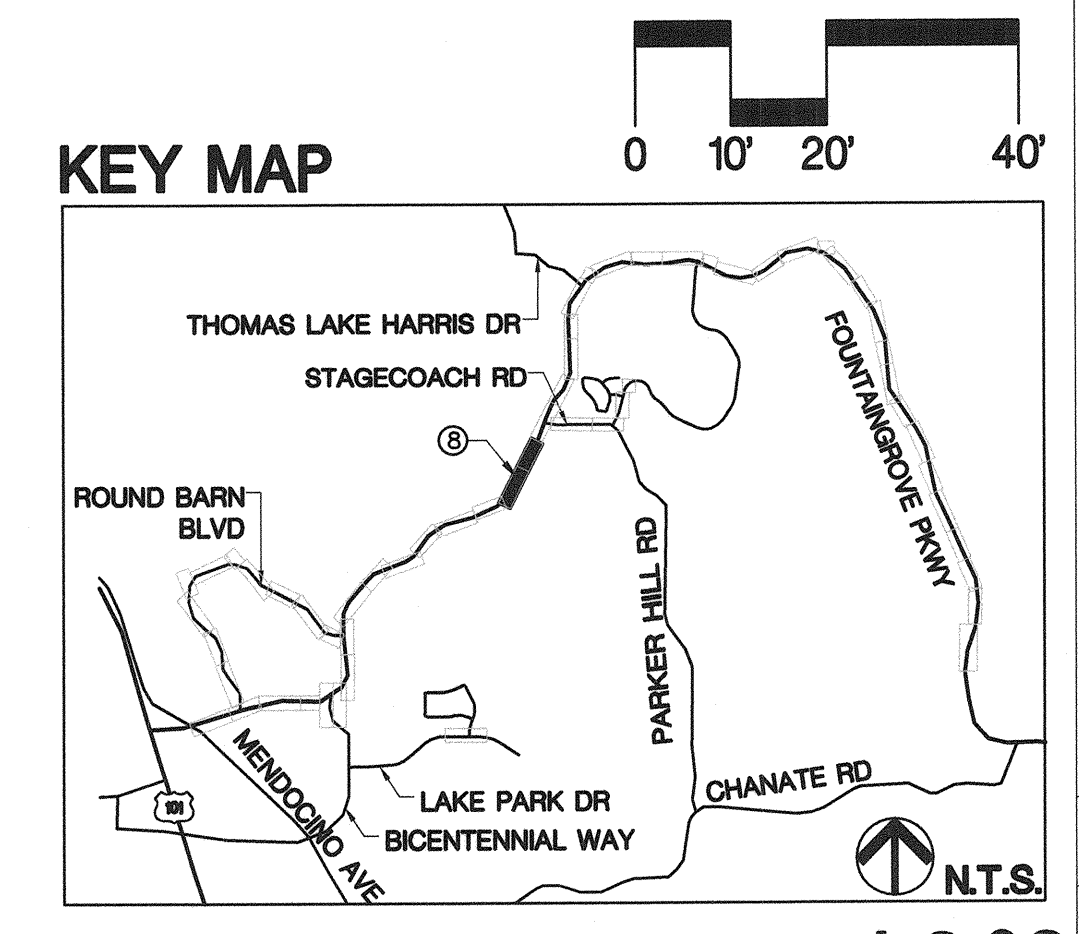 0 10' 20' 40'
KEY MAP
THOMAS LAKE HARRIS DR
STAGECOACH RD
FOUNTAINGROVE PKWY
8
ROUND BARN
BLVD
PARKER HILL RD
MENDOCINO AVE
CHANATE RD
LAKE PARK DR
101
BICENTENNIAL WAY
N.T.S.